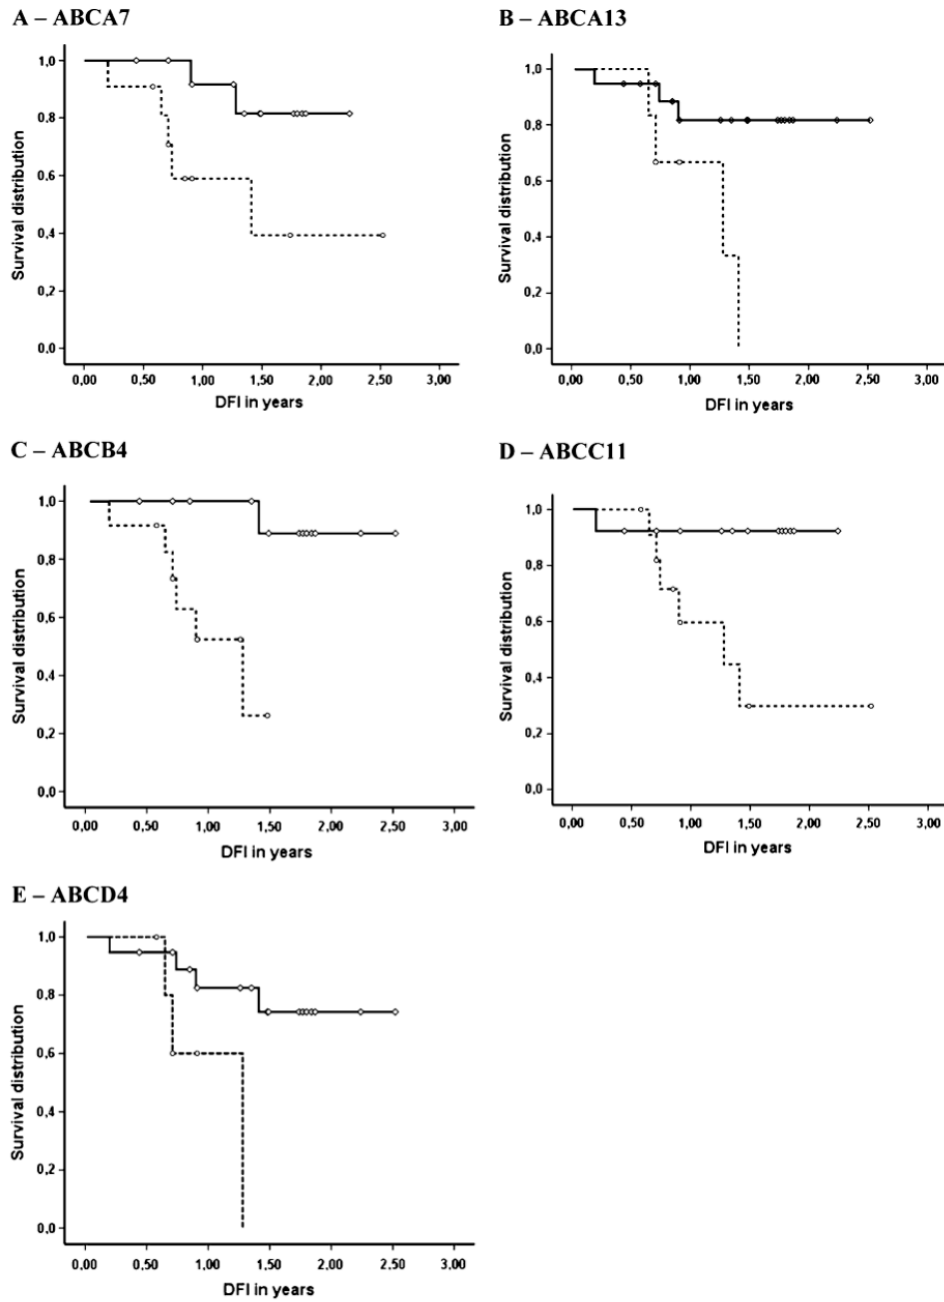 A – ABCA7
B – ABCA13
1,0
0,8
0,6
0,4
0,2
0,0
Survival distribution
0,00 0,50 1,00 1,50 2,00 2,50 3,00
DFI in years
1,0
0,8
0,6
0,4
0,2
0,0
Survival distribution
0,00 0,50 1,00 1,50 2,00 2,50 3,00
DFI in years
C – ABCB4
D – ABCC11
1,0
0,8
0,6
0,4
0,2
0,0
Survival distribution
0,00 0,50 1,00 1,50 2,00 2,50 3,00
DFI in years
1,0
0,8
0,6
0,4
0,2
0,0
Survival distribution
0,00 0,50 1,00 1,50 2,00 2,50 3,00
DFI in years
E – ABCD4
1,0
0,8
0,6
0,4
0,2
0,0
Survival distribution
0,00 0,50 1,00 1,50 2,00 2,50 3,00
DFI in years